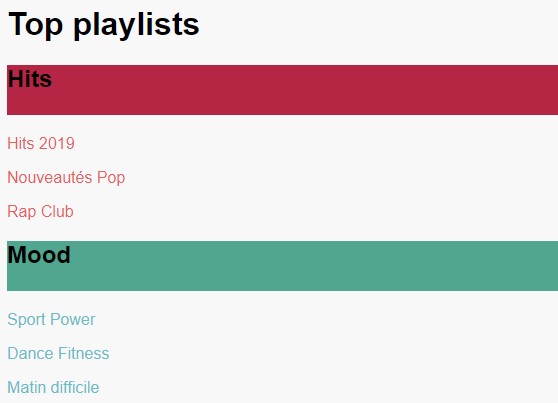 Top playlists
Hits
Hits 2019
Nouveautés Pop
Rap Club
Mood
Sport Power
Dance Fitness
Matin difficile